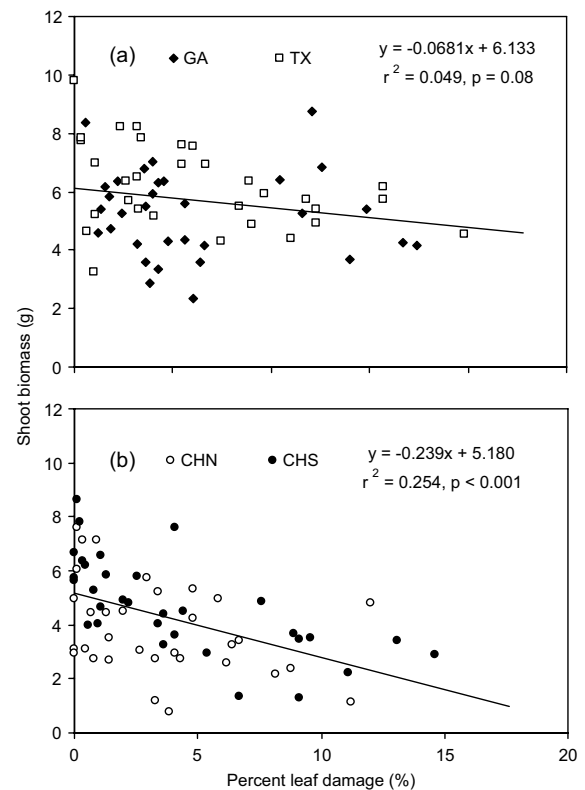 12
10
8
6
4
2
0
(a) GA TX
y = -0.0681x + 6.133
r 2 = 0.049, p = 0.08
Shoot biomass (g)
12
10
8
6
4
2
0
(b) CHN CHS
y = -0.239x + 5.180
r 2 = 0.254, p < 0.001
0 5 10 15 20
Percent leaf damage (%)